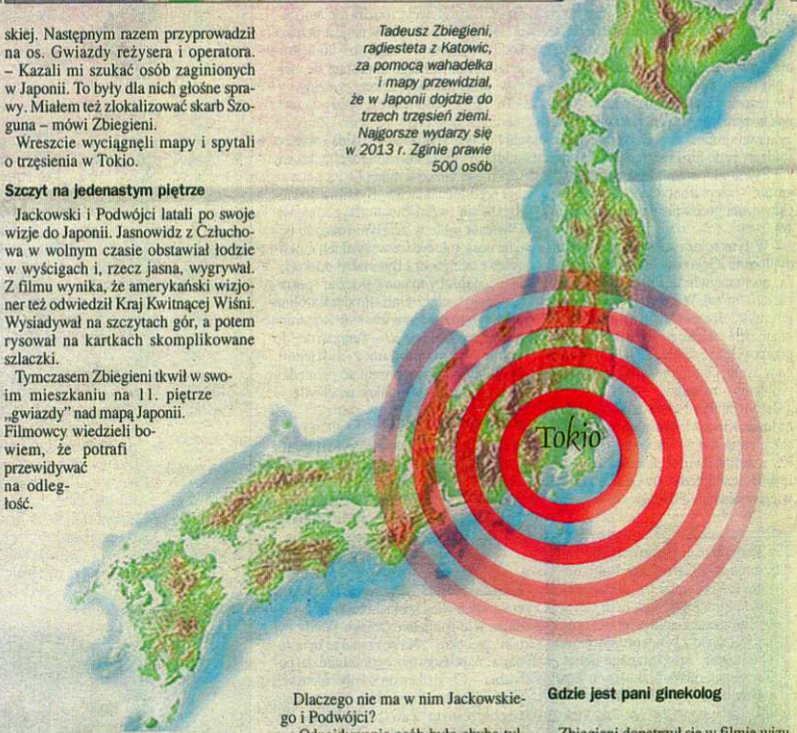 skiej. Następnym razem przyprowadził
na os. Gwiazdy reżysera i operatora.
– Kazali mi szukać osób zaginionych
w Japonii. To były dla nich głośne spra-
wy. Miałem też zlokalizować skarb Szo-
guna – mówi Zbiegieni.
Wreszcie wyciągnęli mapy i spytali
o trzęsienia w Tokio.
Szczyt na jedenastym piętrze
Jackowski i Podwójci latali po swoje
wizje do Japonii. Jasnowidz z Człucho-
wa w wolnym czasie obstawiał łodzie
w wyścigach i, rzecz jasna, wygrywał.
Z filmu wynika, że amerykański wizjo-
ner też odwiedził Kraj Kwitnącej Wiśni.
Wysiadywał na szczytach gór, a potem
rysował na kartkach skomplikowane
szlaczki.
Tymczasem Zbiegieni tkwił w swo-
im mieszkaniu na 11. piętrze
„gwiazdy” nad mapą Japonii.
Filmowcy wiedzieli bo-
wiem, że potrafi
przewidywać
na odleg-
łość.
Tadeusz Zbiegieni,
radiesteta z Katowic,
za pomocą wahadełka
i mapy przewidział,
że w Japonii dojdzie do
trzech trzęsień ziemi.
Najgorsze wydarzy się
w 2013 r. Zginie prawie
500 osób
Tokio
Dlaczego nie ma w nim Jackowskie-
go i Podwójci?
Gdzie jest pani ginekolog